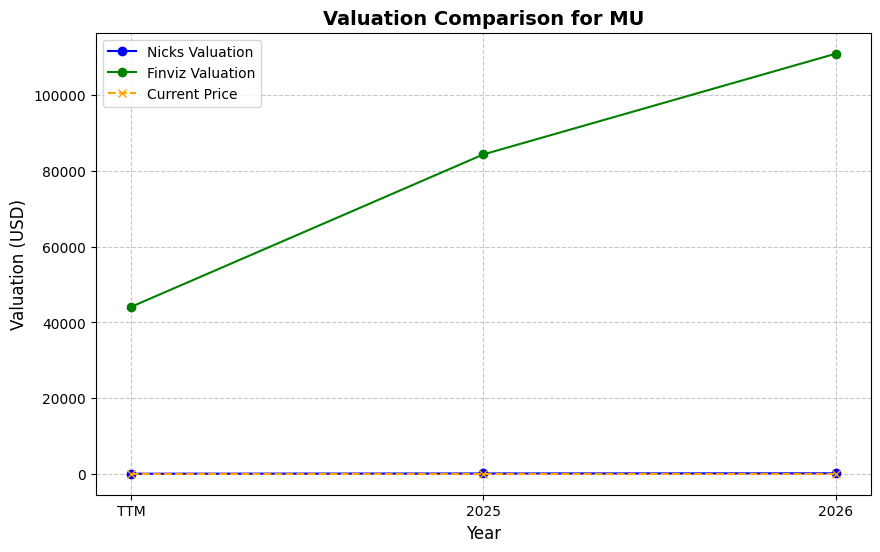 Valuation Comparison for MU
Nicks Valuation
Finviz Valuation
Current Price
Valuation (USD)
100000
80000
60000
40000
20000
0
TTM
2025
2026
Year